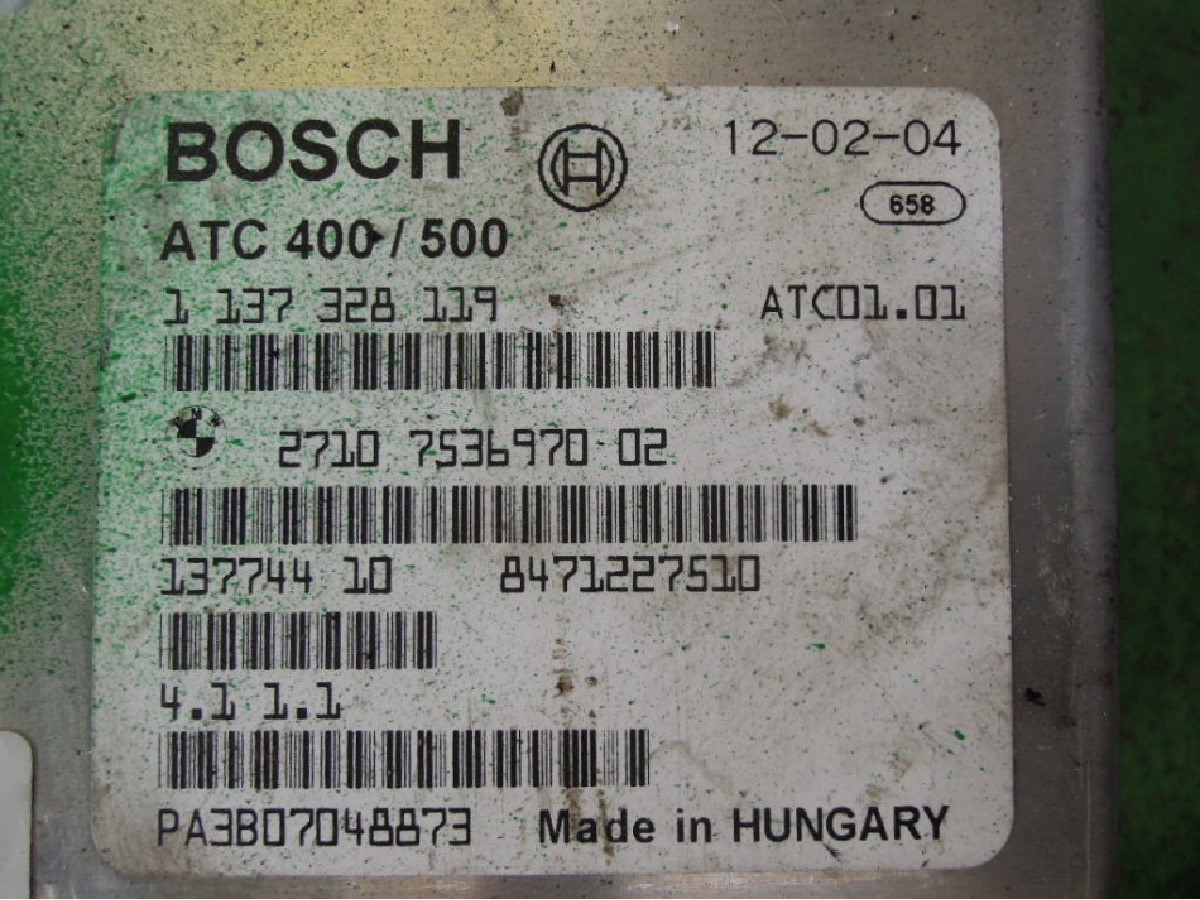 BOSCH 12-02-04
658
ATC 400 / 500
1 137 328 119 ATC01.01
2710 7536970 02
137744 10 8471227510
4.1 1.1
PA3B07048873 Made in HUNGARY